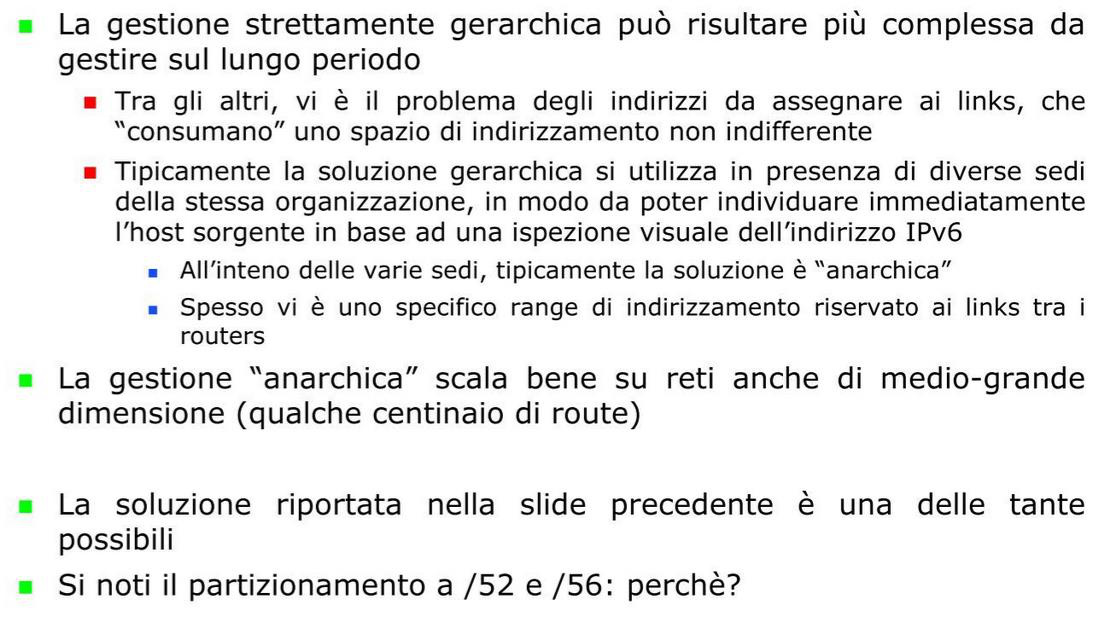 La gestione strettamente gerarchica può risultare più complessa da
gestire sul lungo periodo
Tra gli altri, vi è il problema degli indirizzi da assegnare ai links, che
“consumano” uno spazio di indirizzamento non indifferente
Tipicamente la soluzione gerarchica si utilizza in presenza di diverse sedi
della stessa organizzazione, in modo da poter individuare immediatamente
l’host sorgente in base ad una ispezione visuale dell’indirizzo IPv6
All’inteno delle varie sedi, tipicamente la soluzione è “anarchica”
Spesso vi è uno specifico range di indirizzamento riservato ai links tra i
routers
La gestione “anarchica” scala bene su reti anche di medio-grande
dimensione (qualche centinaio di route)
La soluzione riportata nella slide precedente è una delle tante
possibili
Si noti il partizionamento a /52 e /56: perchè?